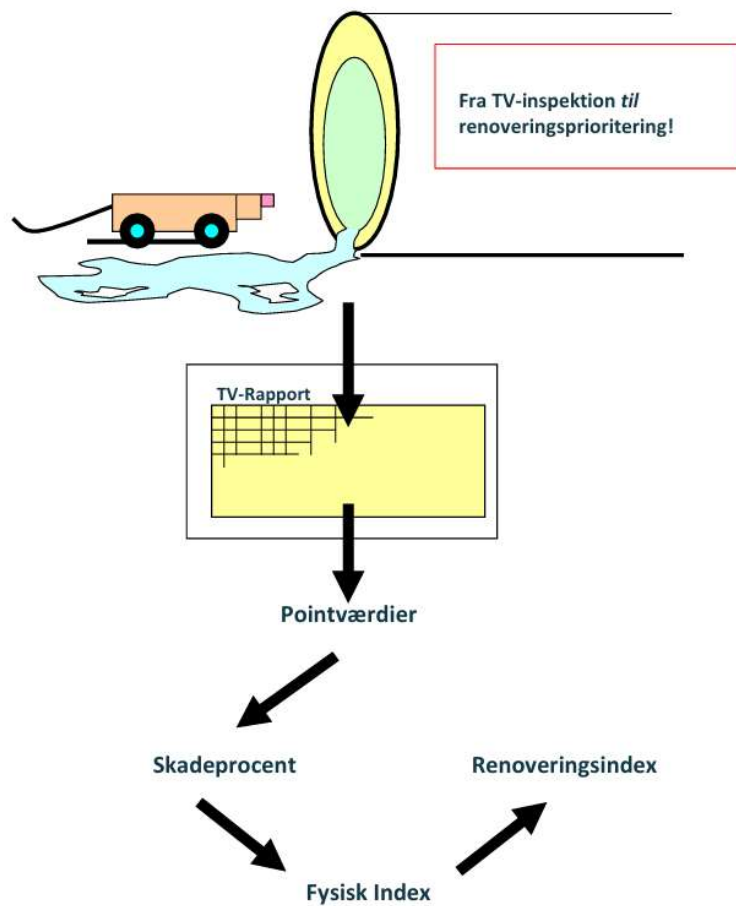 Fra TV-inspektion til
renoveringsprioritering!
TV-Rapport
Pointværdier
Skadeprocent
Renoveringsindex
Fysisk Index